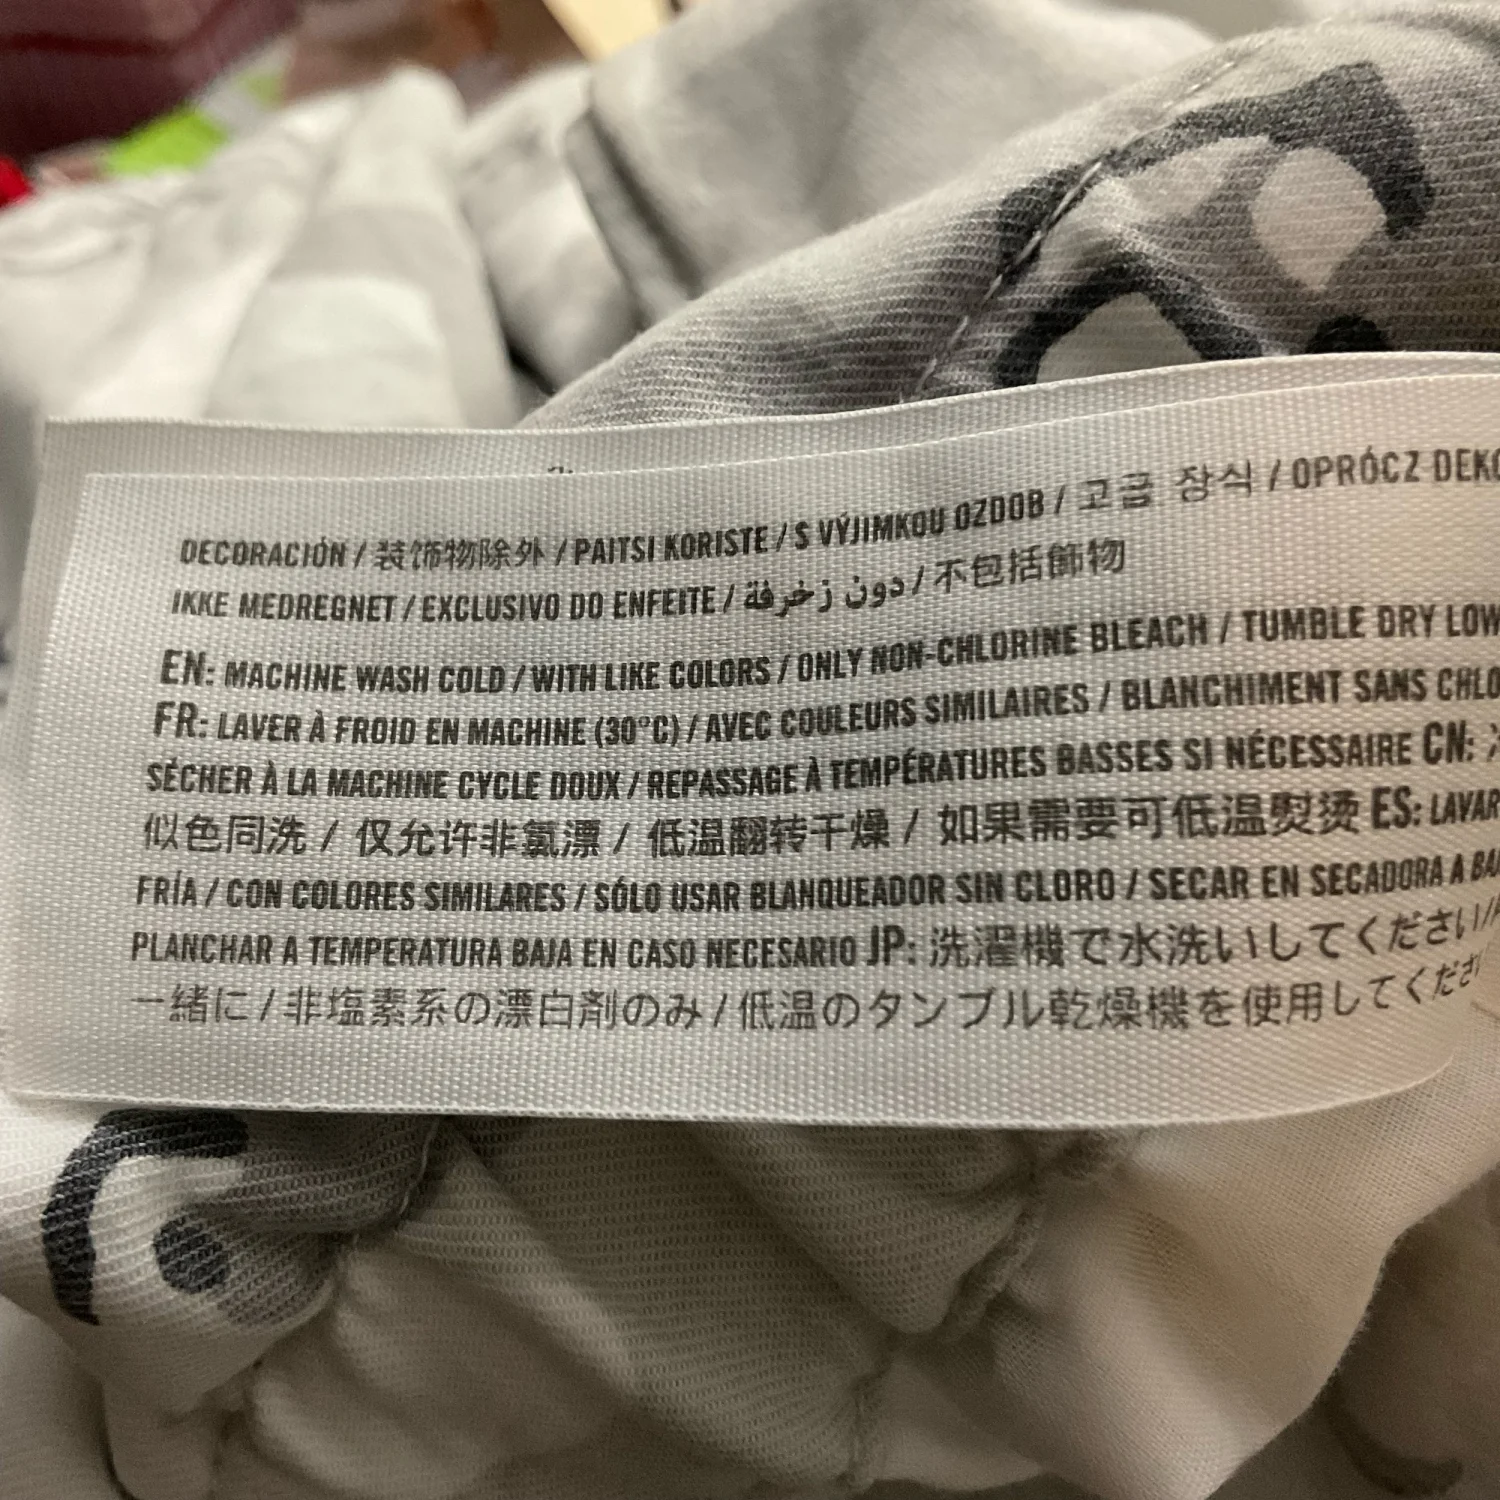 DECORACIÓN / 装饰物除外 / PAITSI KORISTE / S VÝJIMKOU OZDOB / 고급 장식 / OPRÓCZ DEKO
IKKE MEDREGNET / EXCLUSIVO DO ENFEITE / دون زخرفة / 不包括飾物
EN: MACHINE WASH COLD / WITH LIKE COLORS / ONLY NON-CHLORINE BLEACH / TUMBLE DRY LOW
FR: LAVER À FROID EN MACHINE (30°C) / AVEC COULEURS SIMILAIRES / BLANCHIMENT SANS CHLO
SÉCHER À LA MACHINE CYCLE DOUX / REPASSAGE À TEMPÉRATURES BASSES SI NÉCESSAIRE CN:
似色同洗 / 仅允许非氯漂 / 低温翻转干燥 / 如果需要可低温熨烫 ES: LAVAR
FRÍA / CON COLORES SIMILARES / SÓLO USAR BLANQUEADOR SIN CLORO / SECAR EN SECADORA A BA
PLANCHAR A TEMPERATURA BAJA EN CASO NECESARIO JP: 洗濯機で水洗いしてください/
一緒に / 非塩素系の漂白剤のみ / 低温のタンブル乾燥機を使用してくださ